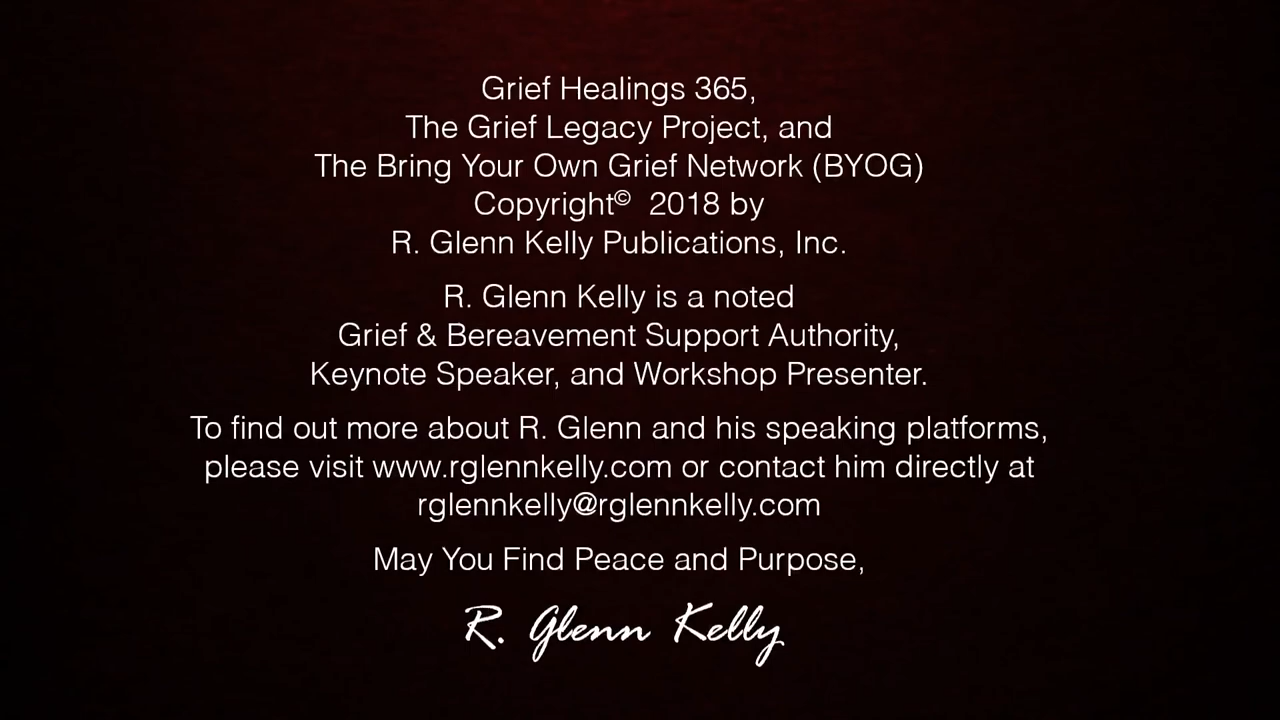 Grief Healings 365,
The Grief Legacy Project, and
The Bring Your Own Grief Network (BYOG)
Copyright© 2018 by
R. Glenn Kelly Publications, Inc.
R. Glenn Kelly is a noted
Grief & Bereavement Support Authority,
Keynote Speaker, and Workshop Presenter.
To find out more about R. Glenn and his speaking platforms,
please visit www.rglennkelly.com or contact him directly at
rglennkelly@rglennkelly.com
May You Find Peace and Purpose,
R. Glenn Kelly